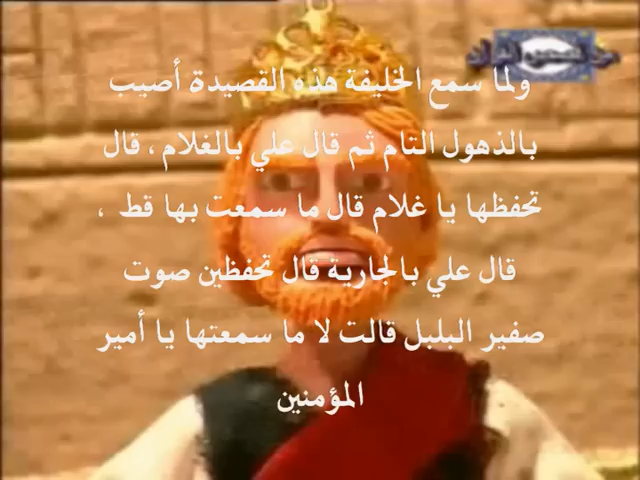 ولما سمع الخليفة هذه القصيدة أصيب
بالذهول التام ثم قال علي بالغلام ، قال
تحفظها يا غلام قال ما سمعت بها قط ،
قال علي بالجارية قال تحفظين صوت
صفير البلبل قالت لا ما سمعتها يا أمير
المؤمنين